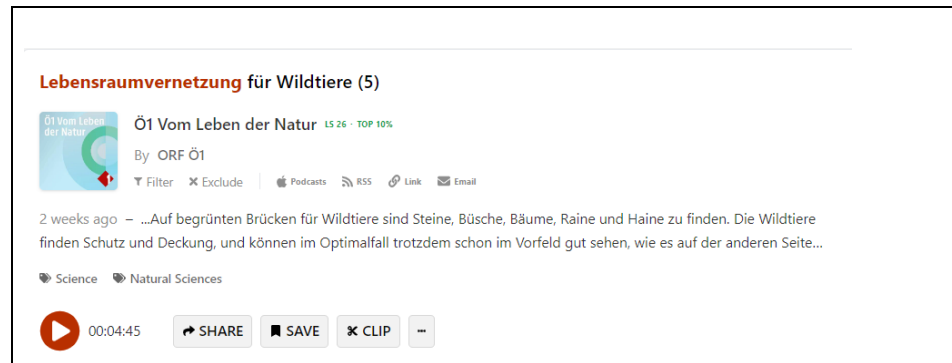 Lebensraumvernetzung für Wildtiere (5)
Ö1 Vom Leben
der Natur
Ö1 Vom Leben der Natur LS 26 · TOP 10%
By ORF Ö1
Filter Exclude Podcasts RSS Link Email
2 weeks ago – ...Auf begrünten Brücken für Wildtiere sind Steine, Büsche, Bäume, Raine und Haine zu finden. Die Wildtiere
finden Schutz und Deckung, und können im Optimalfall trotzdem schon im Vorfeld gut sehen, wie es auf der anderen Seite...
Science Natural Sciences
00:04:45 SHARE SAVE CLIP ...